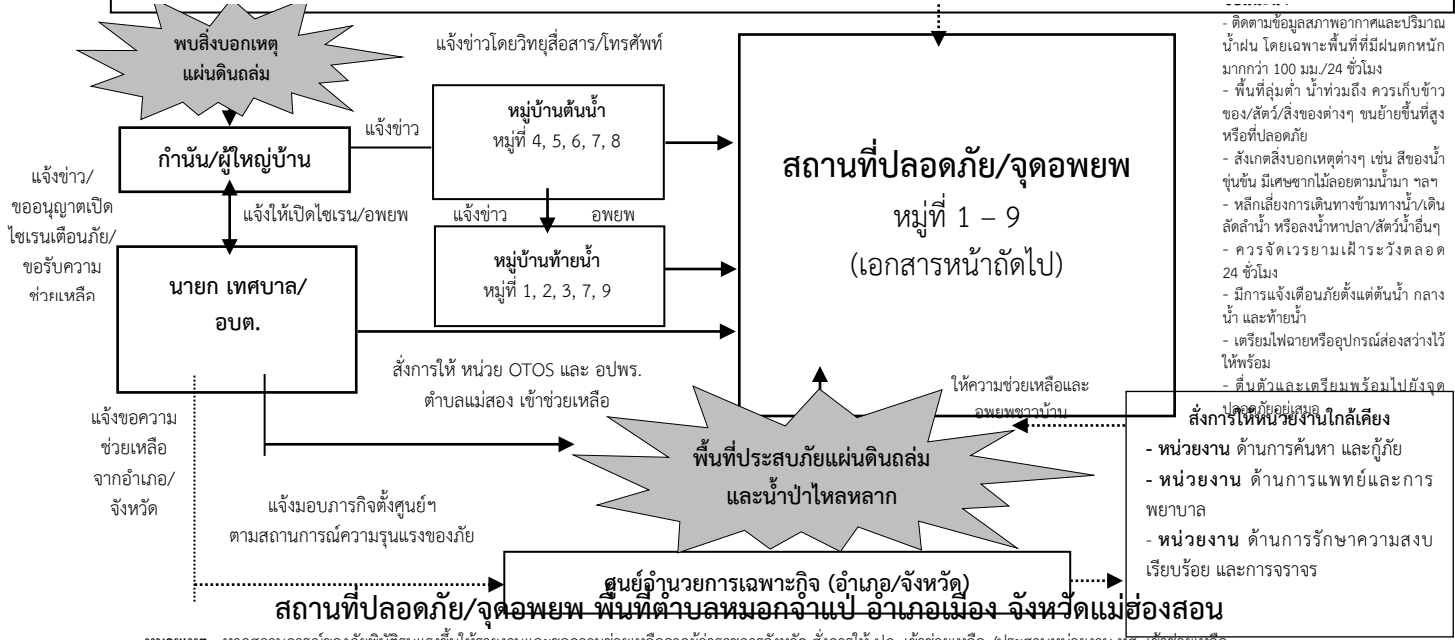 พบสิ่งบอกเหตุ
แผ่นดินถล่ม
แจ้งข่าวโดยวิทยุสื่อสาร/โทรศัพท์
กำนัน/ผู้ใหญ่บ้าน
แจ้งข่าว
หมู่บ้านต้นน้ำ
หมู่ที่ 4, 5, 6, 7, 8
แจ้งข่าว/
ขออนุญาตเปิด
ไซเรนเตือนภัย/
ขอรับความ
ช่วยเหลือ
แจ้งให้เปิดไซเรน/อพยพ
แจ้งข่าว
อพยพ
หมู่บ้านท้ายน้ำ
หมู่ที่ 1, 2, 3, 7, 9
นายก เทศบาล/
อบต.
สถานที่ปลอดภัย/จุดอพยพ
หมู่ที่ 1 – 9
(เอกสารหน้าถัดไป)
- ติดตามข้อมูลสภาพอากาศและปริมาณ
น้ำฝน โดยเฉพาะพื้นที่ที่มีฝนตกหนัก
มากกว่า 100 มม./24 ชั่วโมง
- พื้นที่ลุ่มต่ำ น้ำท่วมถึง ควรเก็บข้าว
ของ/สัตว์/สิ่งของต่างๆ ขนย้ายขึ้นที่สูง
หรือที่ปลอดภัย
- สังเกตสิ่งบอกเหตุต่างๆ เช่น สีของน้ำ
ขุ่นข้น มีเศษซากไม้ลอยตามน้ำมา ฯลฯ
- หลีกเลี่ยงการเดินทางข้ามทางน้ำ/เดิน
ลัดลำน้ำ หรือลงน้ำหาปลา/สัตว์น้ำอื่นๆ
- ควรจัดเวรยามเฝ้าระวังตลอด
24 ชั่วโมง
- มีการแจ้งเตือนภัยตั้งแต่ต้นน้ำ กลาง
น้ำ และท้ายน้ำ
- เตรียมไฟฉายหรืออุปกรณ์ส่องสว่างไว้
ให้พร้อม
- ตื่นตัวและเตรียมพร้อมไปยังจุด
ปลอดภัยอยู่เสมอ
สั่งการให้ หน่วย OTOS และ อปพร.
ตำบลแม่สอง เข้าช่วยเหลือ
ให้ความช่วยเหลือและ
อพยพชาวบ้าน
แจ้งขอความ
ช่วยเหลือ
จากอำเภอ/
จังหวัด
พื้นที่ประสบภัยแผ่นดินถล่ม
และน้ำป่าไหลหลาก
สั่งการให้หน่วยงานใกล้เคียง
- หน่วยงาน ด้านการค้นหา และกู้ภัย
- หน่วยงาน ด้านการแพทย์และการ
พยาบาล
- หน่วยงาน ด้านการรักษาความสงบ
เรียบร้อย และการจราจร
แจ้งมอบภารกิจตั้งศูนย์ฯ
ตามสถานการณ์ความรุนแรงของภัย
ศูนย์อำนวยการเฉพาะกิจ (อำเภอ/จังหวัด)
สถานที่ปลอดภัย/จุดอพยพ พื้นที่ตำบลหมอกจำแป่ อำเภอเมือง จังหวัดแม่ฮ่องสอน